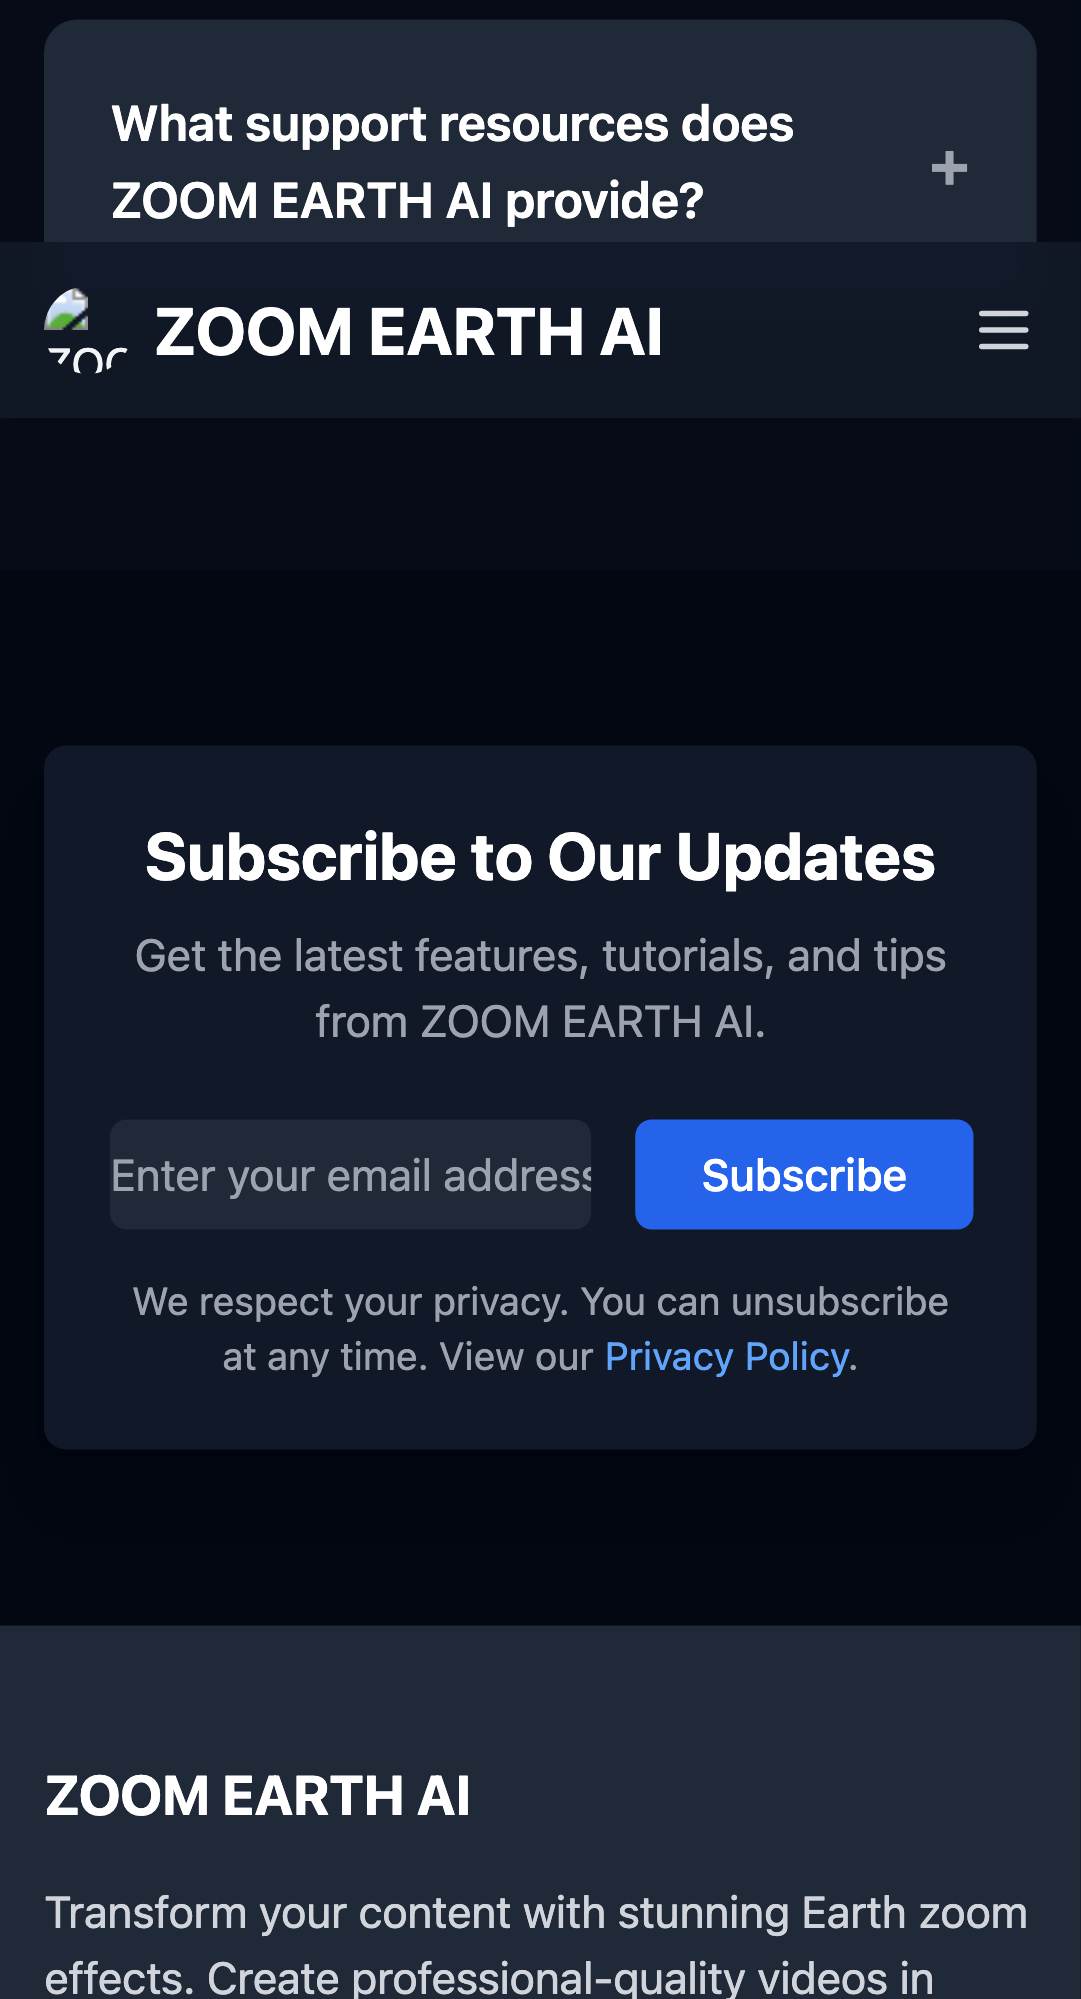 What support resources does
ZOOM EARTH AI provide?
+
ZOOM EARTH AI
Subscribe to Our Updates
Get the latest features, tutorials, and tips
from ZOOM EARTH AI.
Enter your email address
Subscribe
We respect your privacy. You can unsubscribe
at any time. View our Privacy Policy.
ZOOM EARTH AI
Transform your content with stunning Earth zoom
effects. Create professional-quality videos in